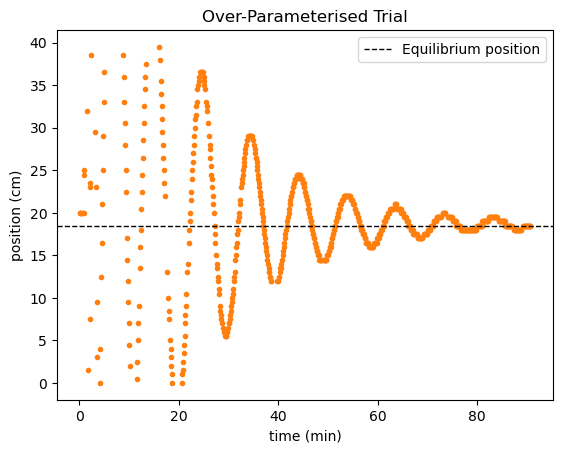 Over-Parameterised Trial
Equilibrium position
position (cm)
40
35
30
25
20
15
10
5
0
0 20 40 60 80
time (min)